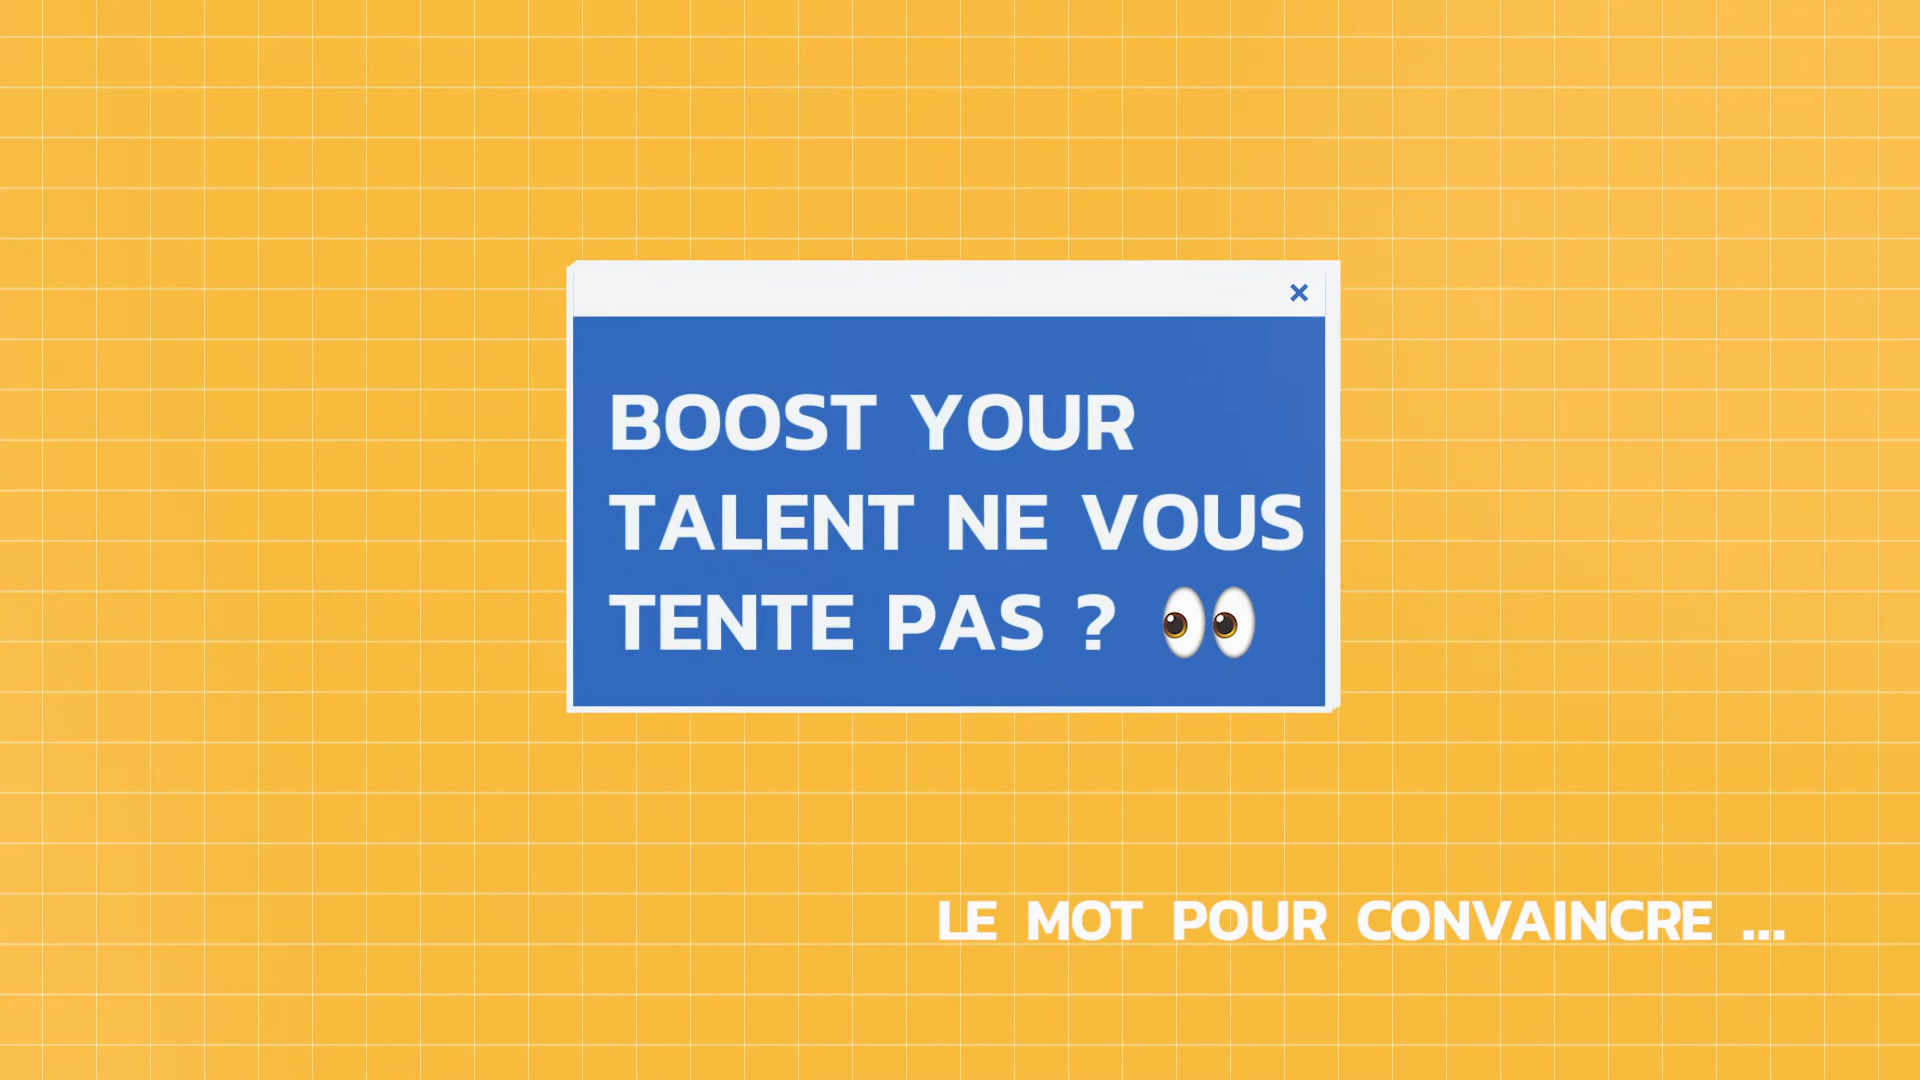 BOOST YOUR
TALENT NE VOUS
TENTE PAS ? 👀
LE MOT POUR CONVAINCRE ...